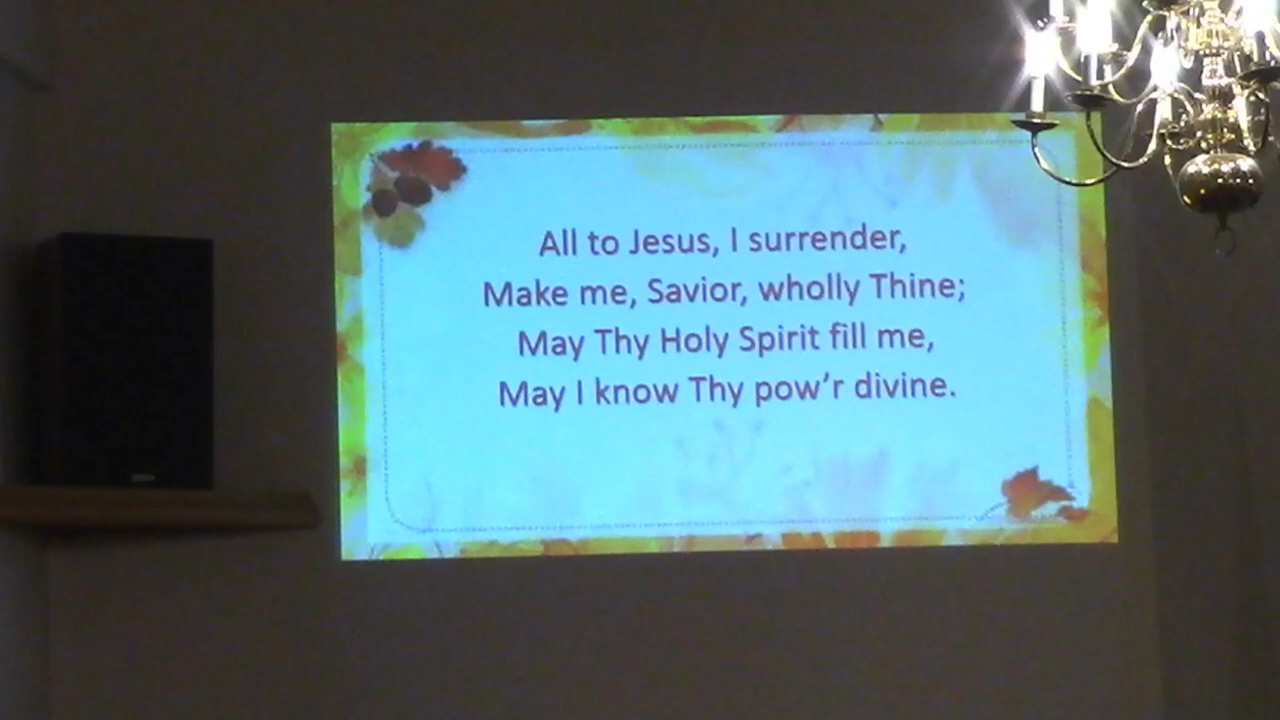 All to Jesus, I surrender,
Make me, Savior, wholly Thine;
May Thy Holy Spirit fill me,
May I know Thy pow’r divine.